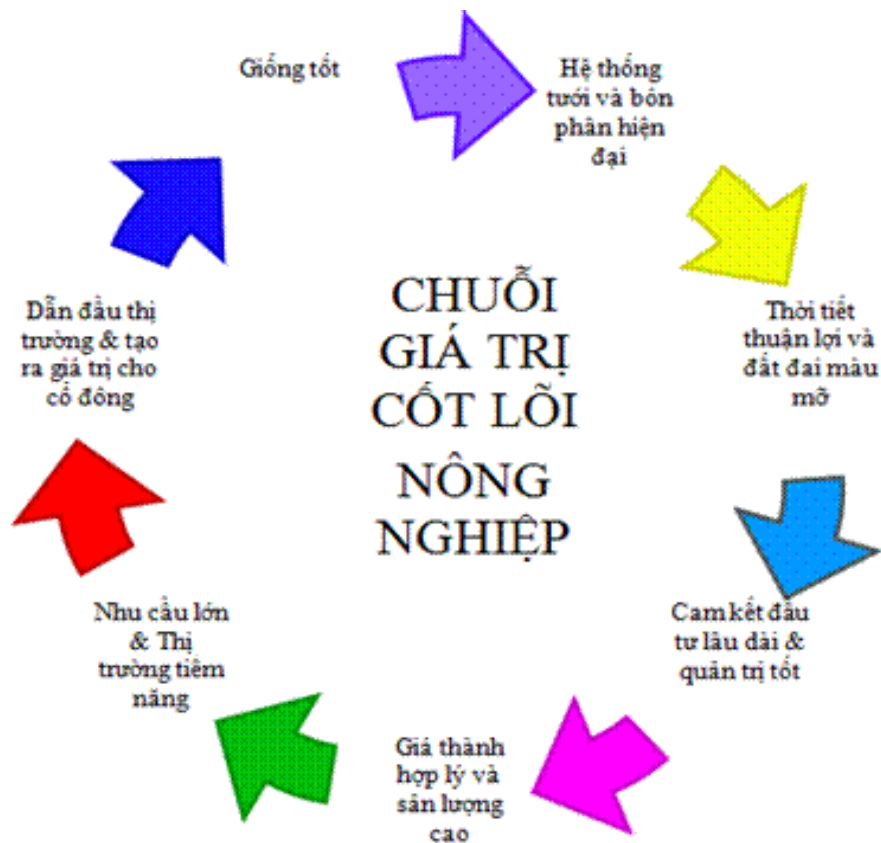 Giống tốt
Hệ thống
tưới và bón
phân hiện
đại
Thời tiết
thuận lợi và
đất đai màu
mỡ
Cam kết đầu
tư lâu dài &
quản trị tốt
Giá thành
hợp lý và
sản lượng
cao
Nhu cầu lớn
& Thị
trường tiềm
năng
Dẫn đầu thị
trường & tạo
ra giá trị cho
cổ đông
CHUỖI
GIÁ TRỊ
CỐT LÕI
NÔNG
NGHIỆP